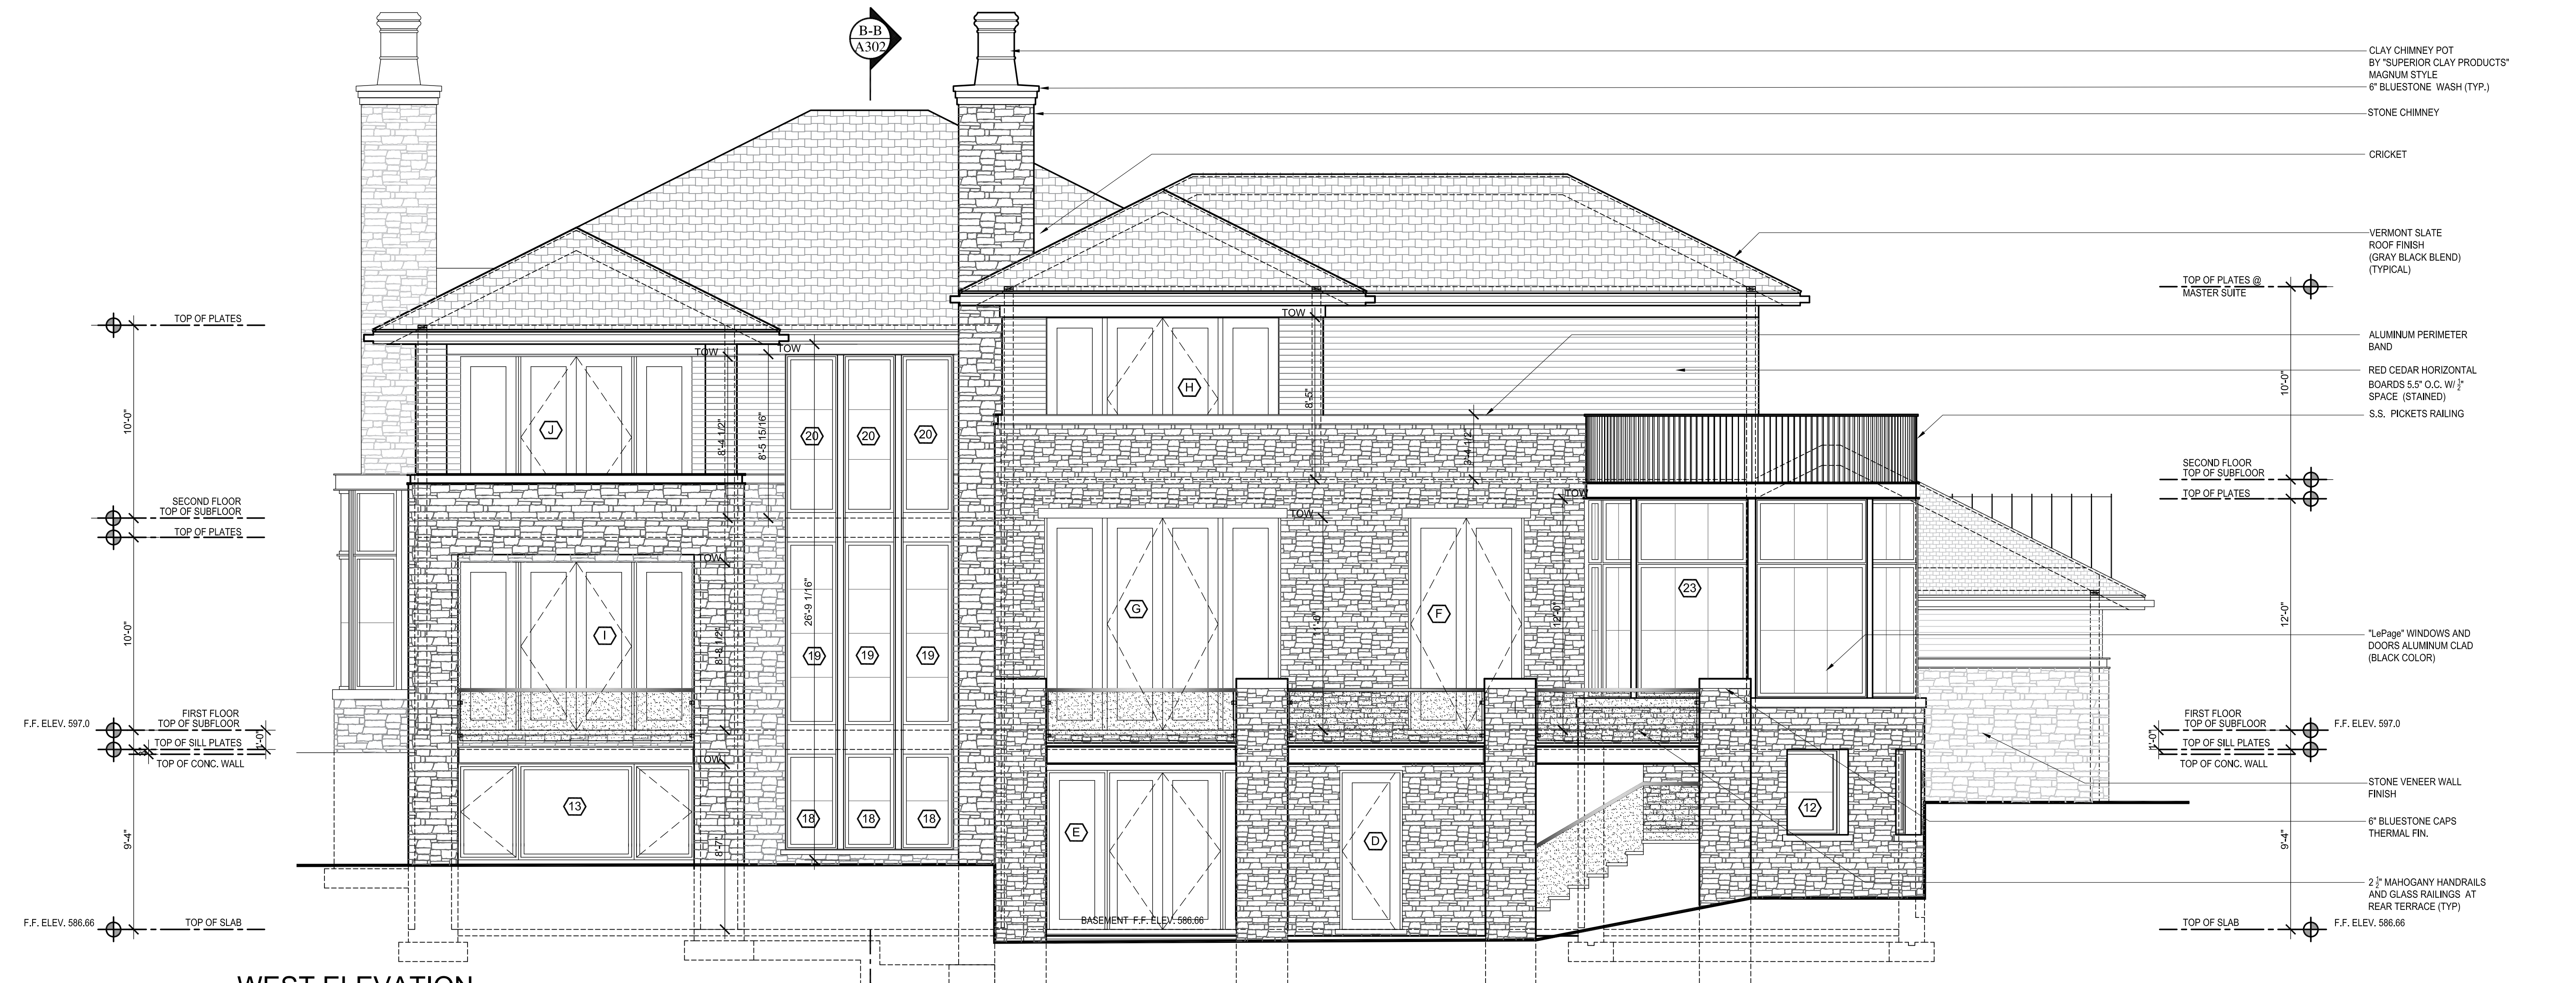 B-B
A302
CLAY CHIMNEY POT
BY "SUPERIOR CLAY PRODUCTS"
MAGNUM STYLE
6" BLUESTONE WASH (TYP.)
STONE CHIMNEY
CRICKET
VERMONT SLATE
ROOF FINISH
(GRAY BLACK BLEND)
(TYPICAL)
TOP OF PLATES @
MASTER SUITE
ALUMINUM PERIMETER
BAND
RED CEDAR HORIZONTAL
BOARDS 5.5" O.C. W/ 1/2"
SPACE (STAINED)
S.S. PICKETS RAILING
SECOND FLOOR
TOP OF SUBFLOOR
TOP OF PLATES
10'-0"
12'-0"
"LePage" WINDOWS AND
DOORS ALUMINUM CLAD
(BLACK COLOR)
FIRST FLOOR
TOP OF SUBFLOOR
F.F. ELEV. 597.0
1'-0"
TOP OF SILL PLATES
TOP OF CONC. WALL
STONE VENEER WALL
FINISH
6" BLUESTONE CAPS
THERMAL FIN.
9'-4"
2 1/2" MAHOGANY HANDRAILS
AND GLASS RAILINGS AT
REAR TERRACE (TYP)
TOP OF SLAB
F.F. ELEV. 586.66
TOP OF PLATES
10'-0"
SECOND FLOOR
TOP OF SUBFLOOR
TOP OF PLATES
10'-0"
FIRST FLOOR
F.F. ELEV. 597.0
TOP OF SUBFLOOR
1'-0"
TOP OF SILL PLATES
TOP OF CONC. WALL
9'-4"
F.F. ELEV. 586.66
TOP OF SLAB
TOW
TOW
TOW
J
H
20
20
20
8'-4 1/2"
8'-5 15/16"
8'-5"
3'-4 1/2"
TOW
TOW
TOW
26'-9 1/16"
I
8'-8 1/2"
19
19
19
G
11'-0"
F
12'-0"
23
TOW
13
8'-7"
18
18
18
E
D
12
BASEMENT F.F. ELEV. 586.66
WEST ELEVATION